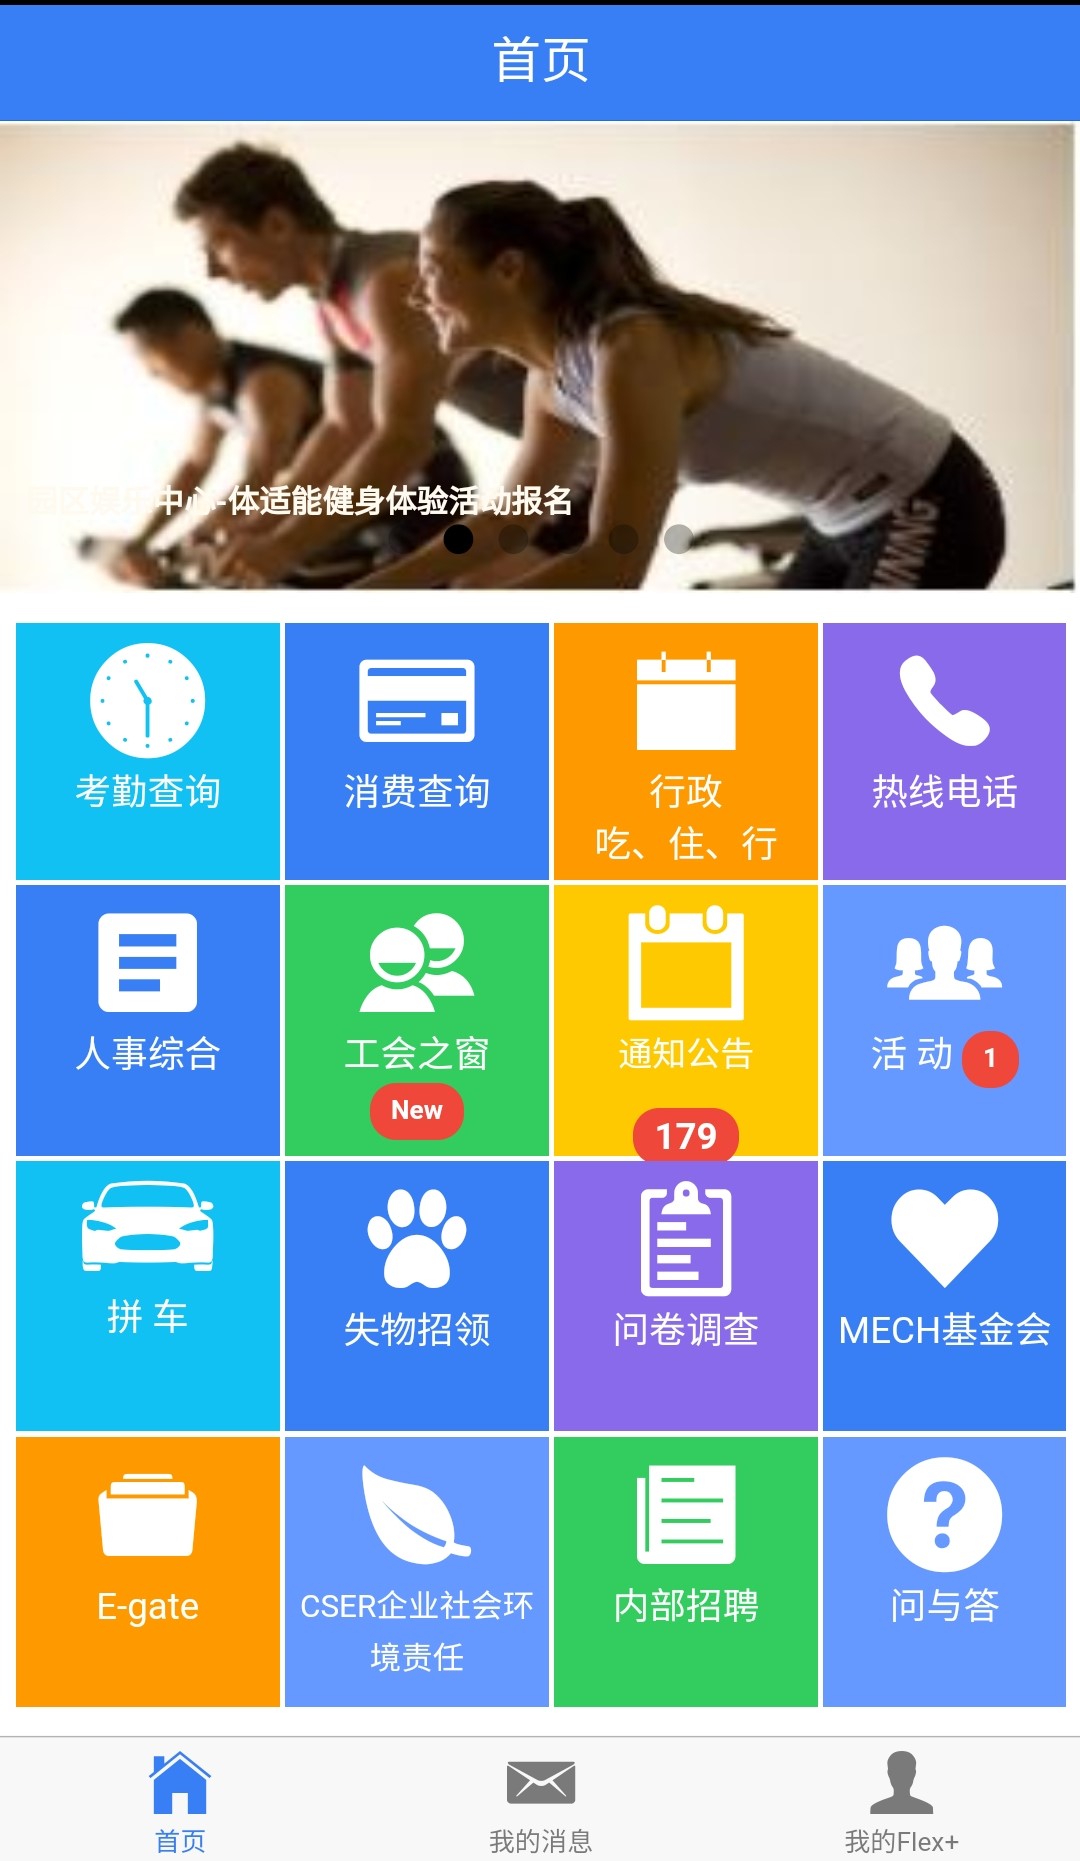 首页
园区娱乐中心-体适能健身体验活动报名
考勤查询
消费查询
行政
吃、住、行
热线电话
人事综合
工会之窗
New
通知公告
179
活 动 1
拼 车
失物招领
问卷调查
MECH基金会
E-gate
CSER企业社会环
境责任
内部招聘
问与答
首页
我的消息
我的Flex+